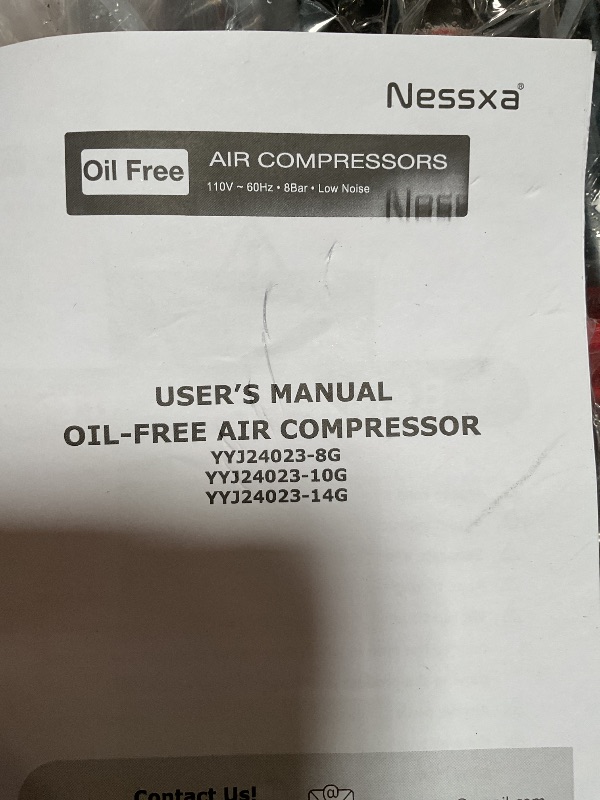 Nessxa®
Oil Free
AIR COMPRESSORS
110V ~ 60Hz • 8Bar • Low Noise
USER'S MANUAL
OIL-FREE AIR COMPRESSOR
YYJ24023-8G
YYJ24023-10G
YYJ24023-14G
Contact Us!